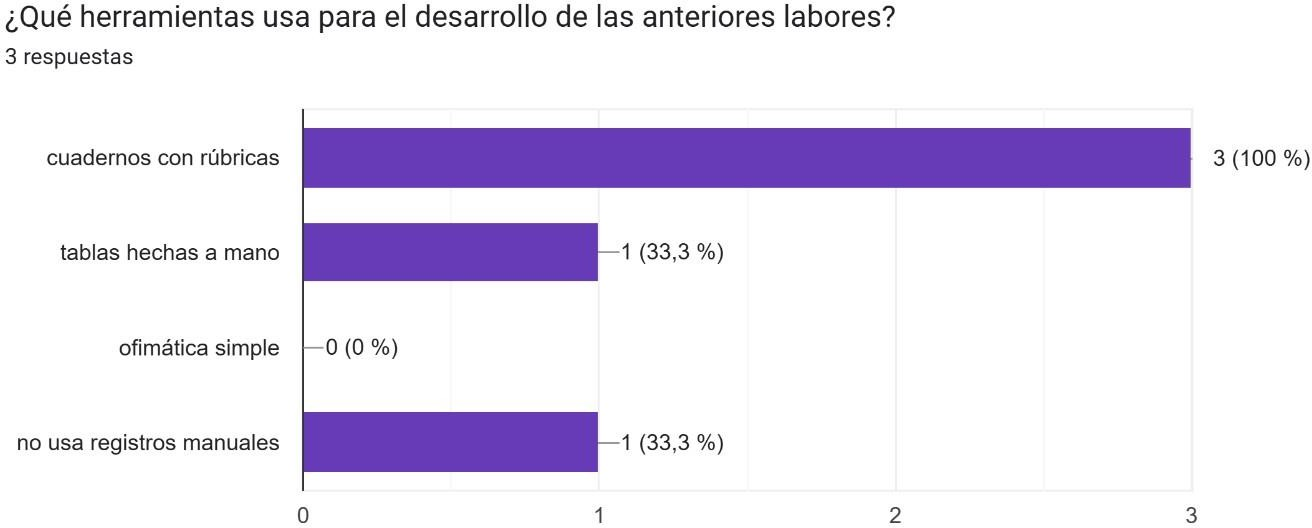 ¿Qué herramientas usa para el desarrollo de las anteriores labores?
3 respuestas
cuadernos con rúbricas
3 (100 %)
tablas hechas a mano
1 (33,3 %)
ofimática simple
0 (0 %)
no usa registros manuales
1 (33,3 %)
0
1
2
3